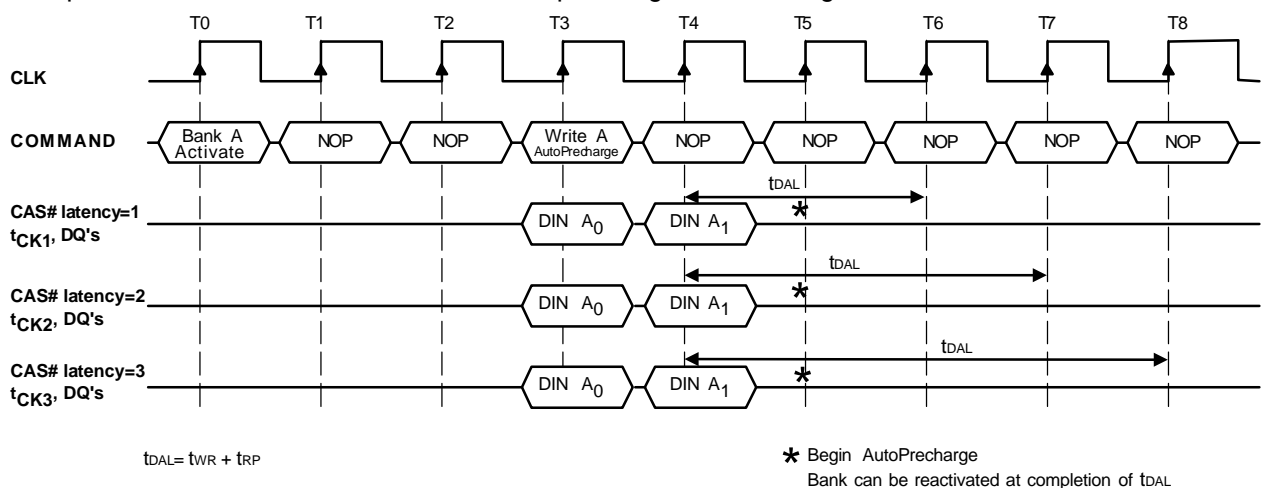 T0 T1 T2 T3 T4 T5 T6 T7 T8
CLK
COMMAND
Bank A Activate NOP NOP Write A AutoPrecharge NOP NOP NOP NOP NOP
tDAL
CAS# latency=1
tCK1, DQ's
DIN A0 DIN A1 *
tDAL
CAS# latency=2
tCK2, DQ's
DIN A0 DIN A1 *
tDAL
CAS# latency=3
tCK3, DQ's
DIN A0 DIN A1 *
tDAL= tWR + tRP
* Begin AutoPrecharge
Bank can be reactivated at completion of tDAL